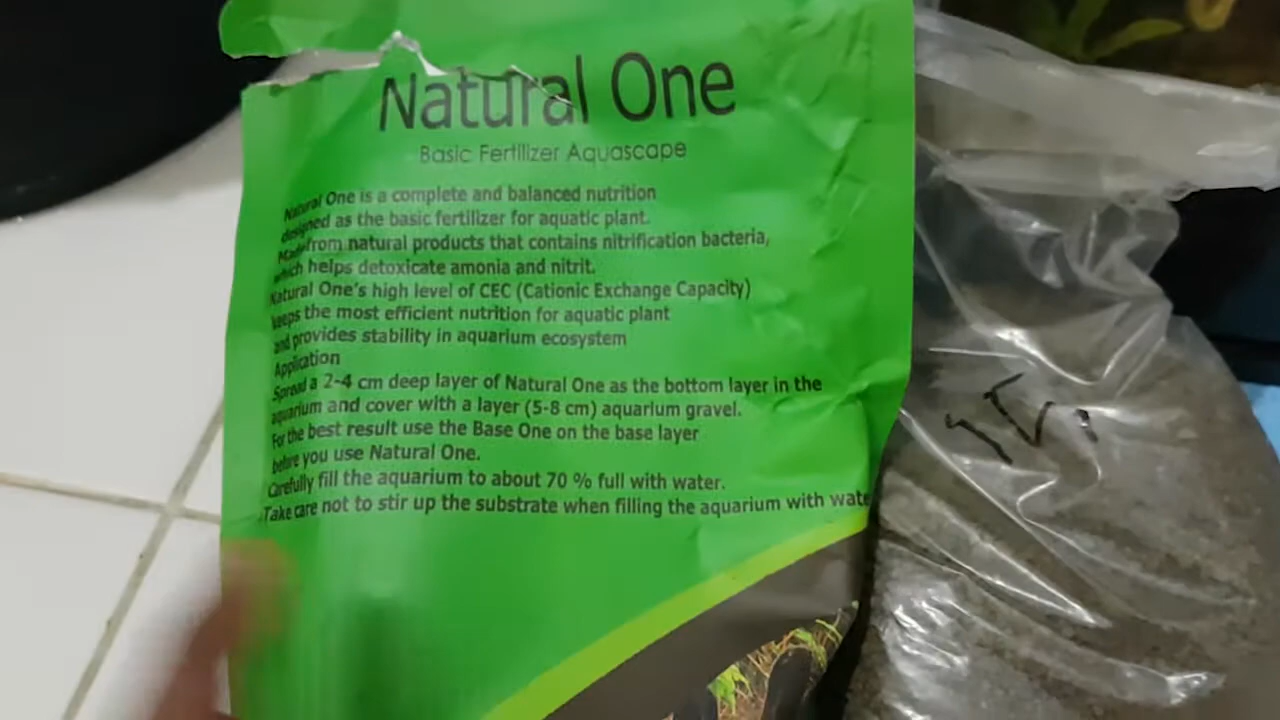 Natural One
Basic Fertilizer Aquascape
Natural One is a complete and balanced nutrition
designed as the basic fertilizer for aquatic plant.
Made from natural products that contains nitrification bacteria,
which helps detoxicate amonia and nitrit.
Natural One's high level of CEC (Cationic Exchange Capacity)
keeps the most efficient nutrition for aquatic plant
and provides stability in aquarium ecosystem
Application
Spread a 2-4 cm deep layer of Natural One as the bottom layer in the
aquarium and cover with a layer (5-8 cm) aquarium gravel.
For the best result use the Base One on the base layer
before you use Natural One.
Carefully fill the aquarium to about 70 % full with water.
Take care not to stir up the substrate when filling the aquarium with wate